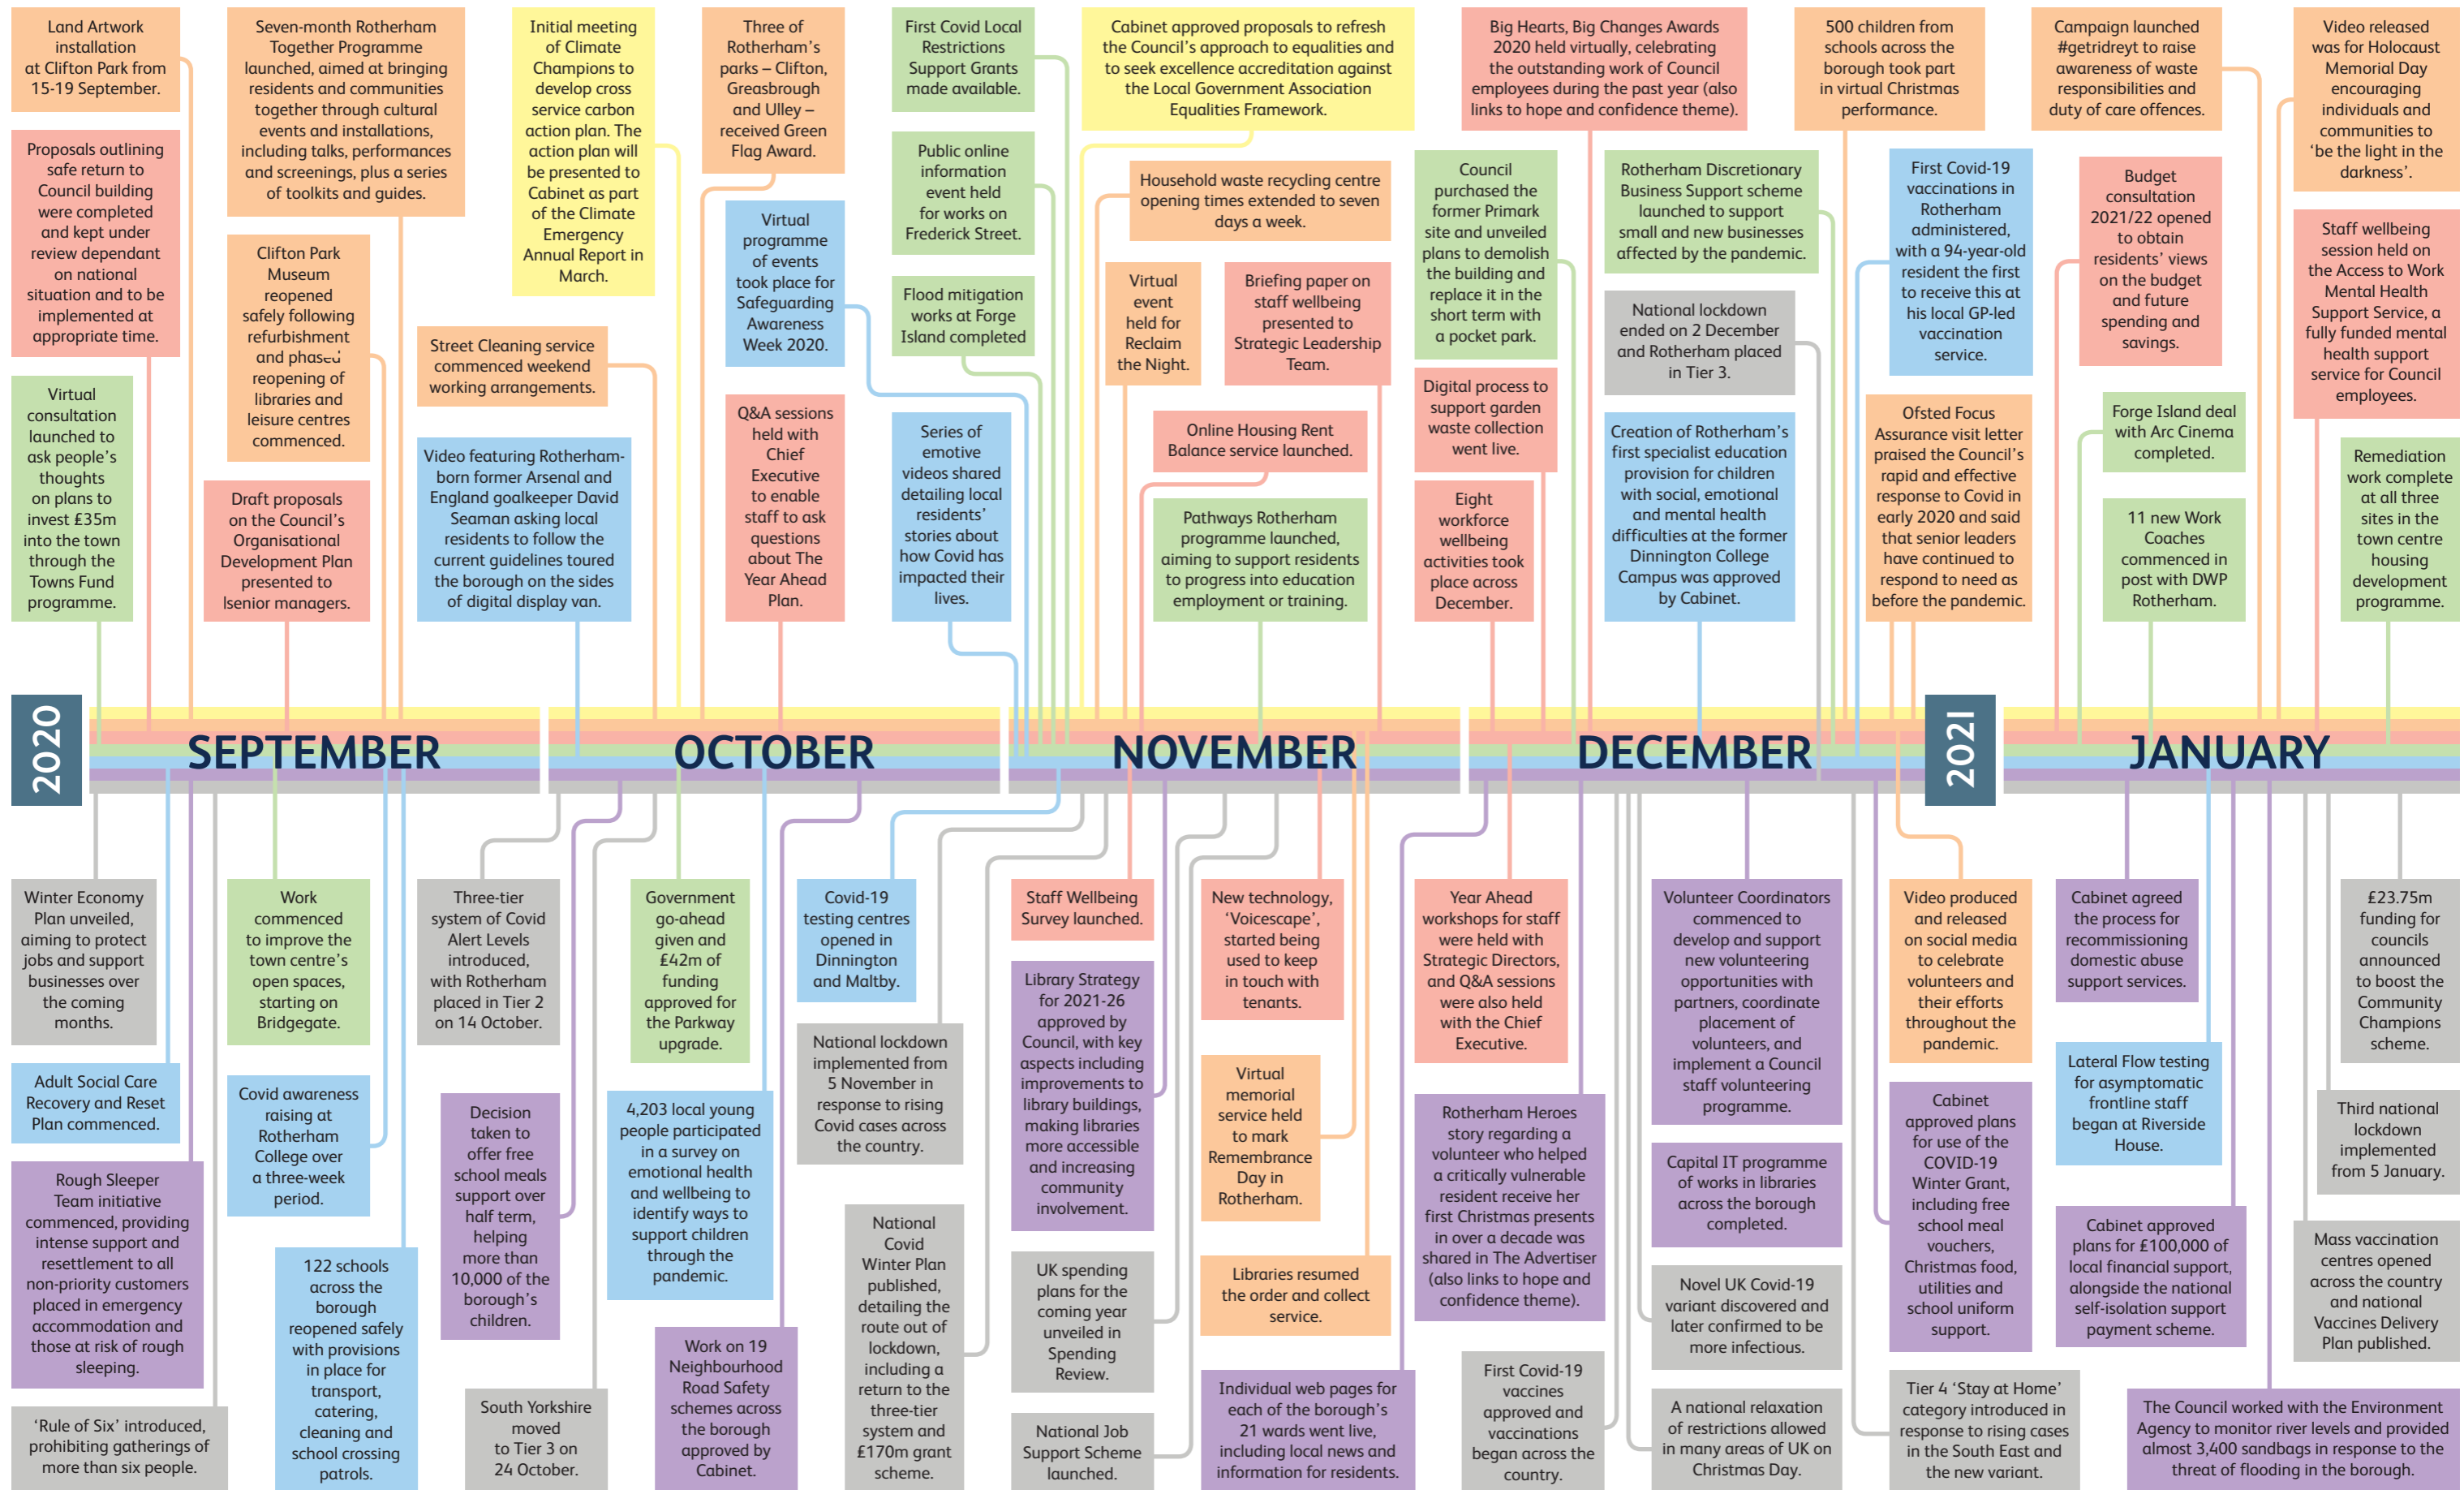 Land Artwork
installation
at Clifton Park from
15-19 September.
Seven-month Rotherham
Together Programme
launched, aimed at bringing
residents and communities
together through cultural
events and installations,
including talks, performances
and screenings, plus a series
of toolkits and guides.
Initial meeting
of Climate
Champions to
develop cross
service carbon
action plan. The
action plan will
be presented to
Cabinet as part
of the Climate
Emergency
Annual Report in
March.
Three of
Rotherham's
parks – Clifton,
Greasbrough
and Ulley –
received Green
Flag Award.
First Covid Local
Restrictions
Support Grants
made available.
Cabinet approved proposals to refresh
the Council's approach to equalities and
to seek excellence accreditation against
the Local Government Association
Equalities Framework.
Big Hearts, Big Changes Awards
2020 held virtually, celebrating
the outstanding work of Council
employees during the past year (also
links to hope and confidence theme).
500 children from
schools across the
borough took part
in virtual Christmas
performance.
Campaign launched
#getridreyt to raise
awareness of waste
responsibilities and
duty of care offences.
Video released
was for Holocaust
Memorial Day
encouraging
individuals and
communities to
'be the light in the
darkness'.
Proposals outlining
safe return to
Council building
were completed
and kept under
review dependant
on national
situation and to be
implemented at
appropriate time.
Clifton Park
Museum
reopened
safely following
refurbishment
and phased
reopening of
libraries and
leisure centres
commenced.
Street Cleaning service
commenced weekend
working arrangements.
Virtual
programme
of events
took place for
Safeguarding
Awareness
Week 2020.
Public online
information
event held
for works on
Frederick Street.
Flood mitigation
works at Forge
Island completed
Household waste recycling centre
opening times extended to seven
days a week.
Virtual
event
held for
Reclaim
the Night.
Briefing paper on
staff wellbeing
presented to
Strategic Leadership
Team.
Council
purchased the
former Primark
site and unveiled
plans to demolish
the building and
replace it in the
short term with
a pocket park.
Rotherham Discretionary
Business Support scheme
launched to support
small and new businesses
affected by the pandemic.
National lockdown
ended on 2 December
and Rotherham placed
in Tier 3.
First Covid-19
vaccinations in
Rotherham
administered,
with a 94-year-old
resident the first
to receive this at
his local GP-led
vaccination
service.
Budget
consultation
2021/22 opened
to obtain
residents' views
on the budget
and future
spending and
savings.
Staff wellbeing
session held on
the Access to Work
Mental Health
Support Service, a
fully funded mental
health support
service for Council
employees.
Virtual
consultation
launched to
ask people's
thoughts
on plans to
invest £35m
into the town
through the
Towns Fund
programme.
Draft proposals
on the Council's
Organisational
Development Plan
presented to
lsenior managers.
Video featuring Rotherham-
born former Arsenal and
England goalkeeper David
Seaman asking local
residents to follow the
current guidelines toured
the borough on the sides
of digital display van.
Q&A sessions
held with
Chief
Executive
to enable
staff to ask
questions
about The
Year Ahead
Plan.
Series of
emotive
videos shared
detailing local
residents'
stories about
how Covid has
impacted their
lives.
Online Housing Rent
Balance service launched.
Pathways Rotherham
programme launched,
aiming to support residents
to progress into education
employment or training.
Digital process to
support garden
waste collection
went live.
Eight
workforce
wellbeing
activities took
place across
December.
Creation of Rotherham's
first specialist education
provision for children
with social, emotional
and mental health
difficulties at the former
Dinnington College
Campus was approved
by Cabinet.
Ofsted Focus
Assurance visit letter
praised the Council's
rapid and effective
response to Covid in
early 2020 and said
that senior leaders
have continued to
respond to need as
before the pandemic.
Forge Island deal
with Arc Cinema
completed.
11 new Work
Coaches
commenced in
post with DWP
Rotherham.
Remediation
work complete
at all three
sites in the
town centre
housing
development
programme.
2020
SEPTEMBER
OCTOBER
NOVEMBER
DECEMBER
2021
JANUARY
Winter Economy
Plan unveiled,
aiming to protect
jobs and support
businesses over
the coming
months.
Adult Social Care
Recovery and Reset
Plan commenced.
Rough Sleeper
Team initiative
commenced, providing
intense support and
resettlement to all
non-priority customers
placed in emergency
accommodation and
those at risk of rough
sleeping.
'Rule of Six' introduced,
prohibiting gatherings of
more than six people.
Work
commenced
to improve the
town centre's
open spaces,
starting on
Bridgegate.
Covid awareness
raising at
Rotherham
College over
a three-week
period.
122 schools
across the
borough
reopened safely
with provisions
in place for
transport,
catering,
cleaning and
school crossing
patrols.
Three-tier
system of Covid
Alert Levels
introduced,
with Rotherham
placed in Tier 2
on 14 October.
Decision
taken to
offer free
school meals
support over
half term,
helping
more than
10,000 of the
borough's
children.
South Yorkshire
moved
to Tier 3 on
24 October.
Government
go-ahead
given and
£42m of
funding
approved for
the Parkway
upgrade.
4,203 local young
people participated
in a survey on
emotional health
and wellbeing to
identify ways to
support children
through the
pandemic.
Work on 19
Neighbourhood
Road Safety
schemes across
the borough
approved by
Cabinet.
Covid-19
testing centres
opened in
Dinnington
and Maltby.
National lockdown
implemented from
5 November in
response to rising
Covid cases across
the country.
National
Covid
Winter Plan
published,
detailing the
route out of
lockdown,
including a
return to the
three-tier
system and
£170m grant
scheme.
Staff Wellbeing
Survey launched.
Library Strategy
for 2021-26
approved by
Council, with key
aspects including
improvements to
library buildings,
making libraries
more accessible
and increasing
community
involvement.
UK spending
plans for the
coming year
unveiled in
Spending
Review.
National Job
Support Scheme
launched.
New technology,
'Voicescape',
started being
used to keep
in touch with
tenants.
Virtual
memorial
service held
to mark
Remembrance
Day in
Rotherham.
Libraries resumed
the order and collect
service.
Individual web pages for
each of the borough's
21 wards went live,
including local news and
information for residents.
Year Ahead
workshops for staff
were held with
Strategic Directors,
and Q&A sessions
were also held
with the Chief
Executive.
Rotherham Heroes
story regarding a
volunteer who helped
a critically vulnerable
resident receive her
first Christmas presents
in over a decade was
shared in The Advertiser
(also links to hope and
confidence theme).
First Covid-19
vaccines
approved and
vaccinations
began across the
country.
Volunteer Coordinators
commenced to
develop and support
new volunteering
opportunities with
partners, coordinate
placement of
volunteers, and
implement a Council
staff volunteering
programme.
Capital IT programme
of works in libraries
across the borough
completed.
Novel UK Covid-19
variant discovered and
later confirmed to be
more infectious.
A national relaxation
of restrictions allowed
in many areas of UK on
Christmas Day.
Video produced
and released
on social media
to celebrate
volunteers and
their efforts
throughout the
pandemic.
Cabinet
approved plans
for use of the
COVID-19
Winter Grant,
including free
school meal
vouchers,
Christmas food,
utilities and
school uniform
support.
Tier 4 'Stay at Home'
category introduced in
response to rising cases
in the South East and
the new variant.
Cabinet agreed
the process for
recommissioning
domestic abuse
support services.
Lateral Flow testing
for asymptomatic
frontline staff
began at Riverside
House.
Cabinet approved
plans for £100,000 of
local financial support,
alongside the national
self-isolation support
payment scheme.
The Council worked with the Environment
Agency to monitor river levels and provided
almost 3,400 sandbags in response to the
threat of flooding in the borough.
£23.75m
funding for
councils
announced
to boost the
Community
Champions
scheme.
Third national
lockdown
implemented
from 5 January.
Mass vaccination
centres opened
across the country
and national
Vaccines Delivery
Plan published.